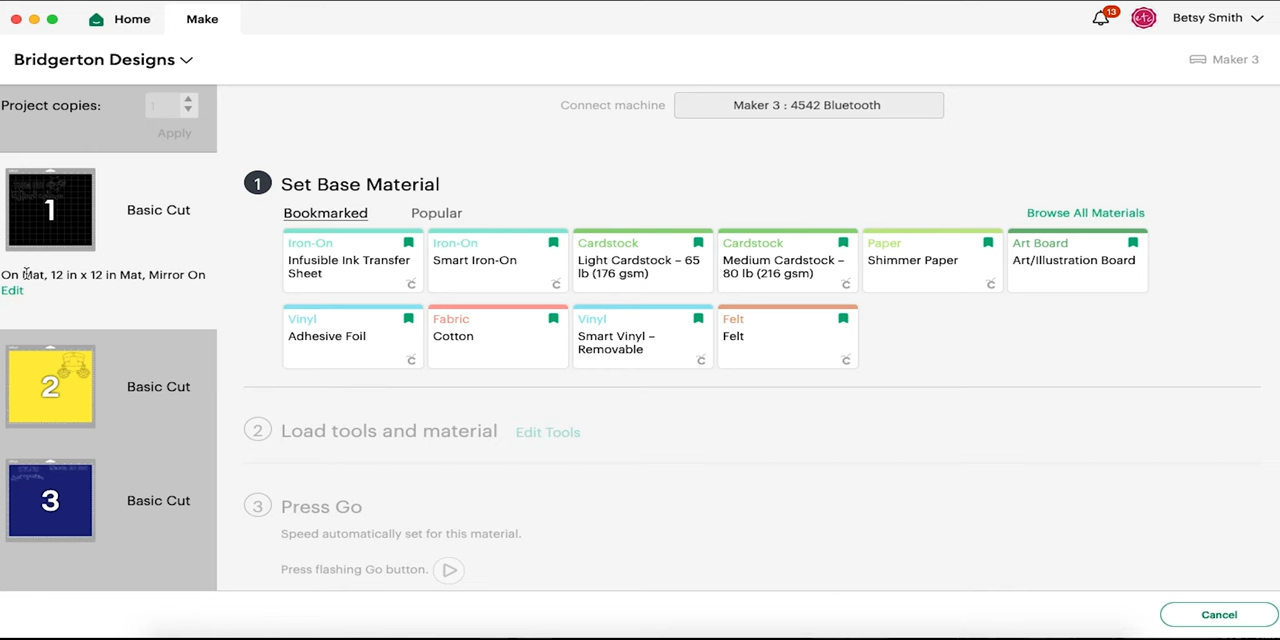 Home
Make
13
etc
Betsy Smith
Bridgerton Designs
Maker 3
Project copies:
1
Apply
Connect machine
Maker 3 : 4542 Bluetooth
1
Basic Cut
On Mat, 12 in x 12 in Mat, Mirror On
Edit
2
Basic Cut
3
Basic Cut
1 Set Base Material
Bookmarked
Popular
Browse All Materials
Iron-On
Infusible Ink Transfer
Sheet
Iron-On
Smart Iron-On
Cardstock
Light Cardstock – 65
lb (176 gsm)
Cardstock
Medium Cardstock –
80 lb (216 gsm)
Paper
Shimmer Paper
Art Board
Art/Illustration Board
Vinyl
Adhesive Foil
Fabric
Cotton
Vinyl
Smart Vinyl –
Removable
Felt
Felt
2 Load tools and material Edit Tools
3 Press Go
Speed automatically set for this material.
Press flashing Go button.
Cancel